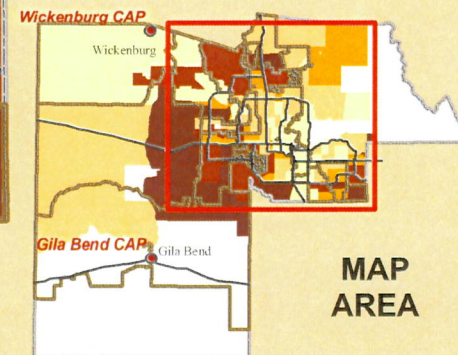 Wickenburg CAP
Wickenburg
Gila Bend CAP
Gila Bend
MAP
AREA